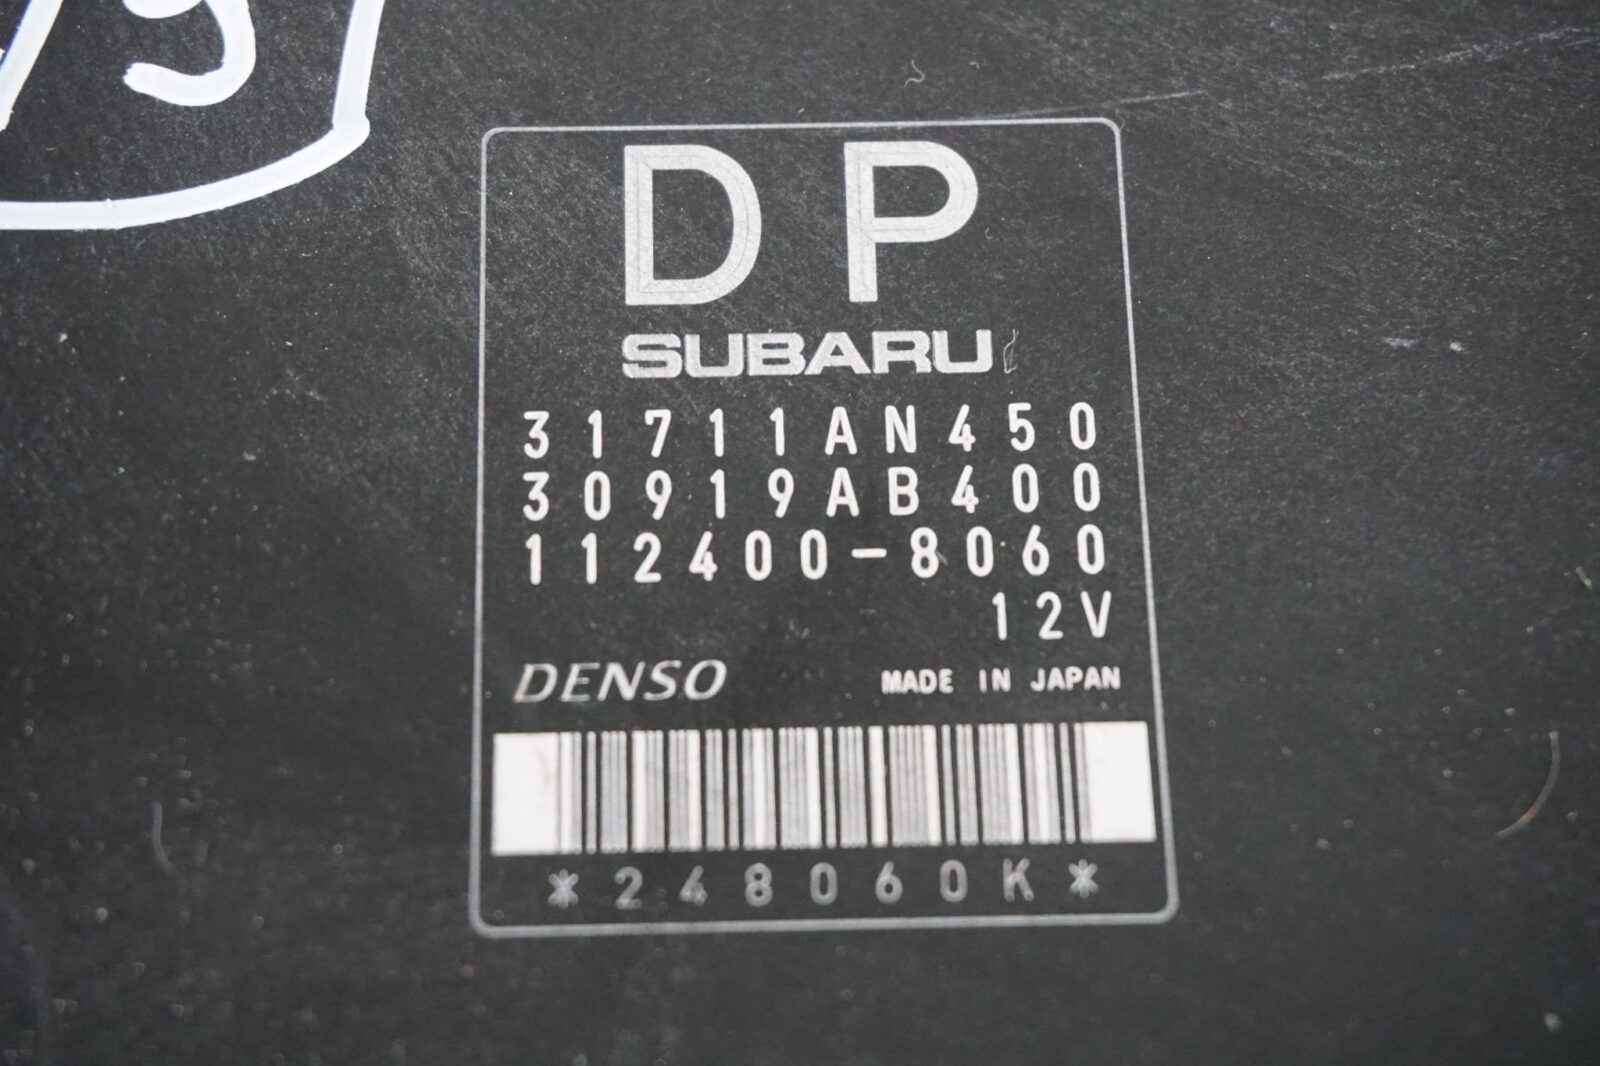 DP
SUBARU
31711AN450
30919AB400
112400-8060
12V
DENSO MADE IN JAPAN
*248060K*